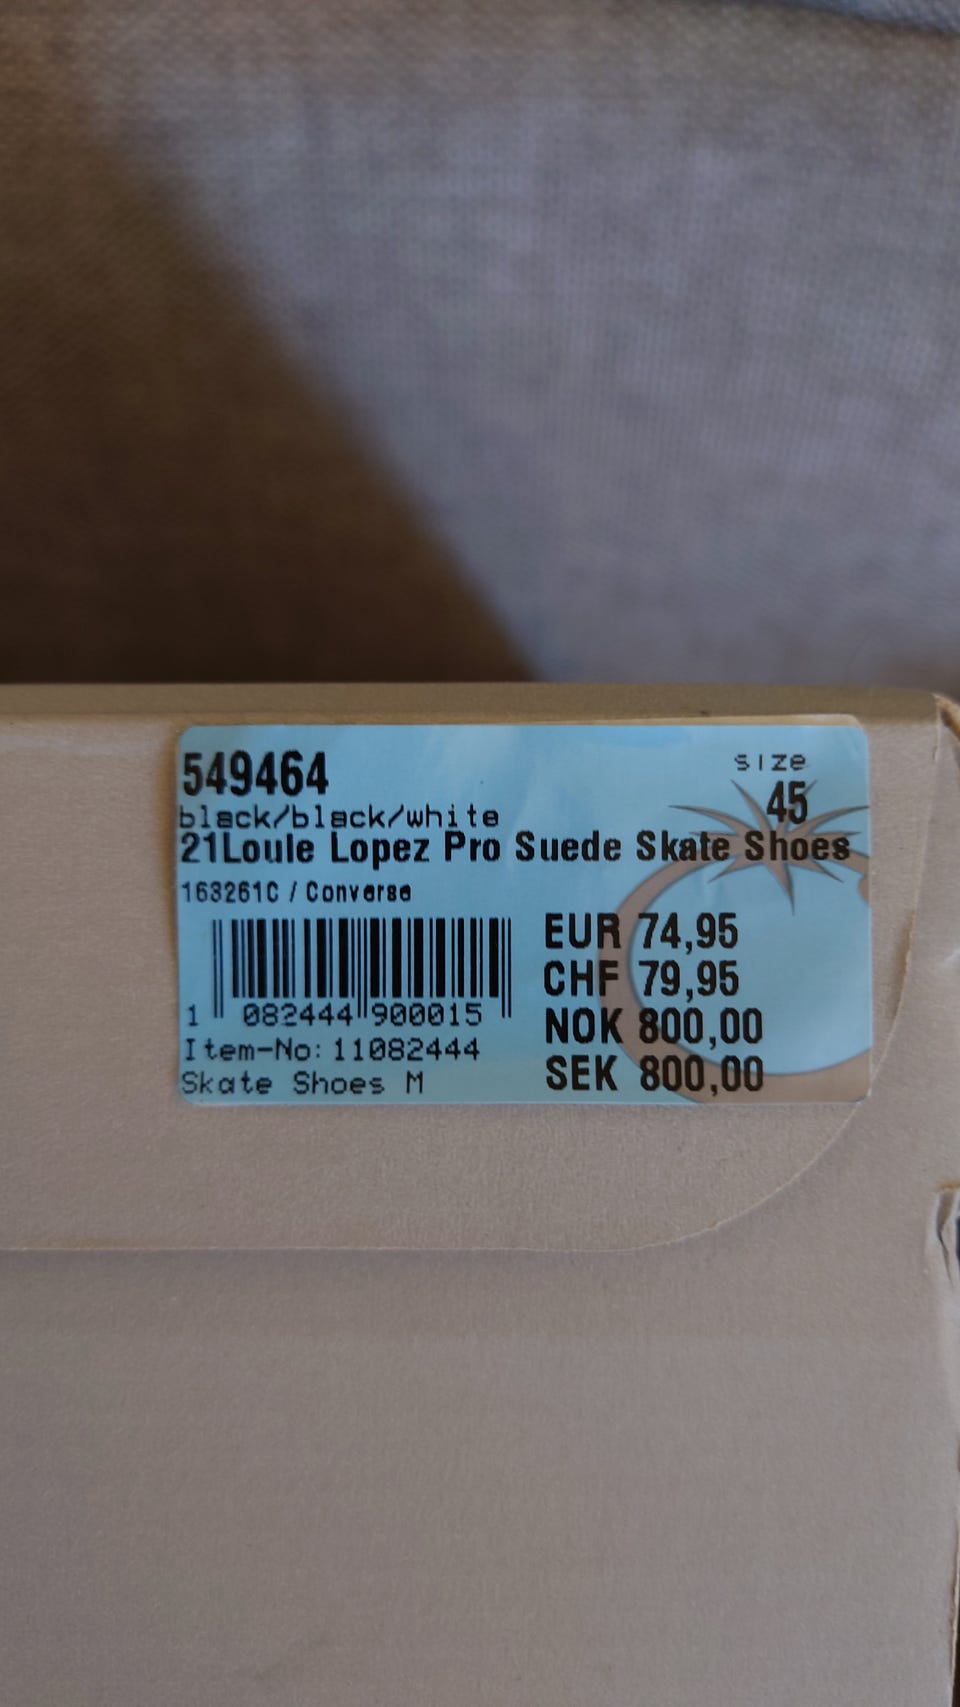 549464
size
45
black/black/white
21Louie Lopez Pro Suede Skate Shoes
163261C / Converse
EUR 74,95
CHF 79,95
NOK 800,00
SEK 800,00
1 082444 900015
Item-No: 11082444
Skate Shoes M